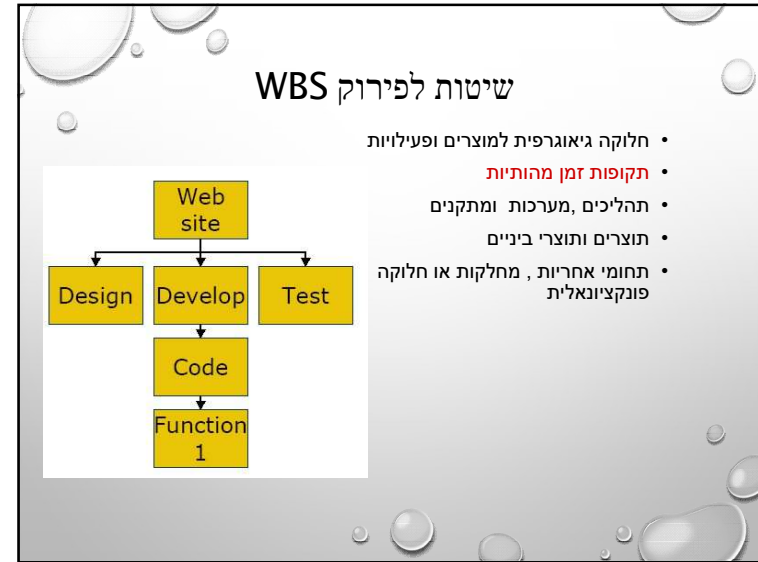 שיטות לפירוק WBS
• חלוקה גיאוגרפית למוצרים ופעילויות
• תקופות זמן מהותיות
• תהליכים ,מערכות ומתקנים
• תוצרים ותוצרי ביניים
• תחומי אחריות , מחלקות או חלוקה
פונקציונאלית
Web
site
Design Develop Test
Code
Function
1